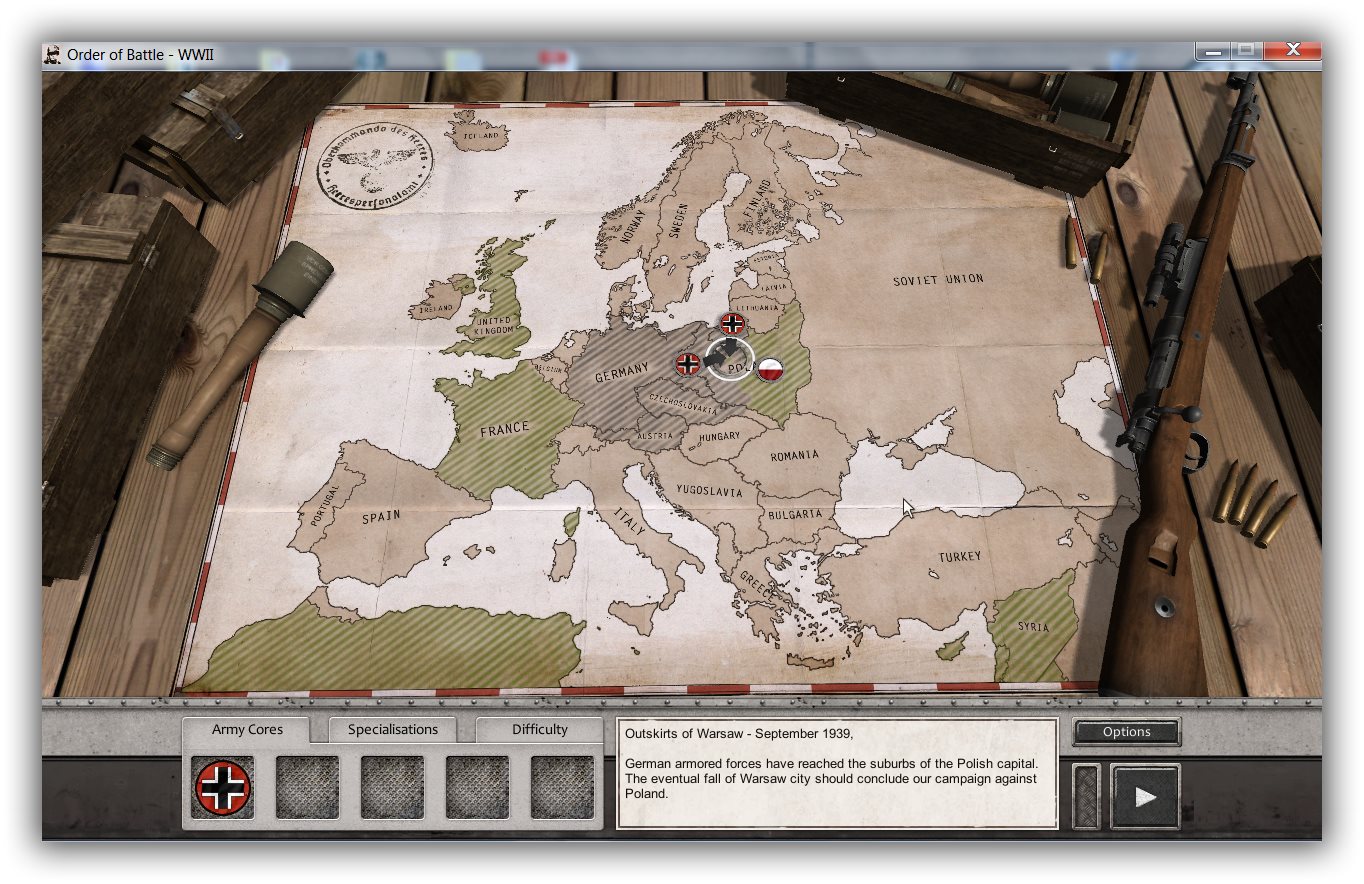 Order of Battle - WWII
Oberkommando des Heeres
Heerespersonalamt
ICELAND
NORWAY
SWEDEN
FINLAND
ESTONIA
LATVIA
LITHUANIA
SOVIET UNION
IRELAND
UNITED
KINGDOM
BELGIUM
GERMANY
POL
CZECHOSLOVAKIA
FRANCE
AUSTRIA
HUNGARY
ROMANIA
YUGOSLAVIA
BULGARIA
PORTUGAL
SPAIN
ITALY
GREECE
TURKEY
SYRIA
Army Cores
Specialisations
Difficulty
Outskirts of Warsaw - September 1939,
German armored forces have reached the suburbs of the Polish capital.
The eventual fall of Warsaw city should conclude our campaign against
Poland.
Options